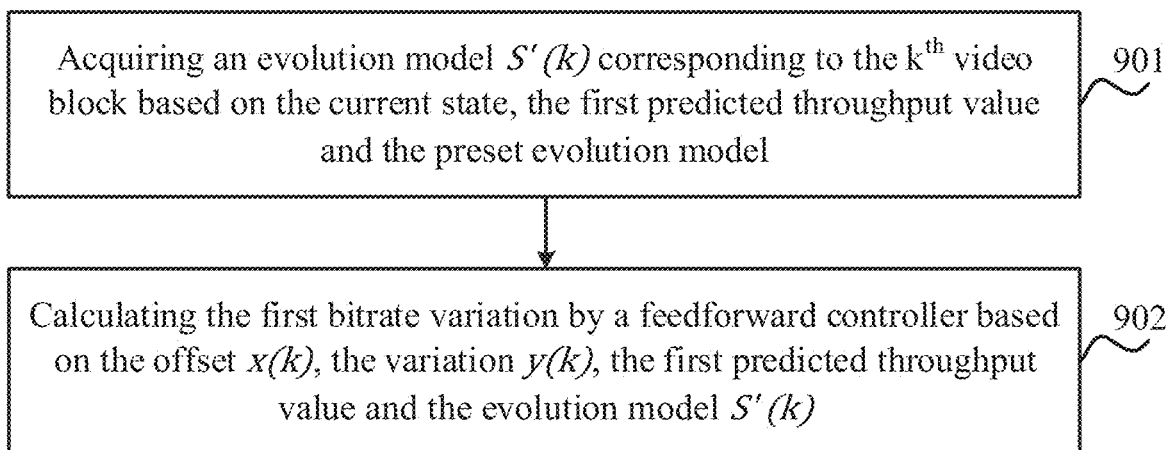 Acquiring an evolution model S′(k) corresponding to the kth video
block based on the current state, the first predicted throughput value
and the preset evolution model
901
Calculating the first bitrate variation by a feedforward controller based
on the offset x(k), the variation y(k), the first predicted throughput
value and the evolution model S′(k)
902